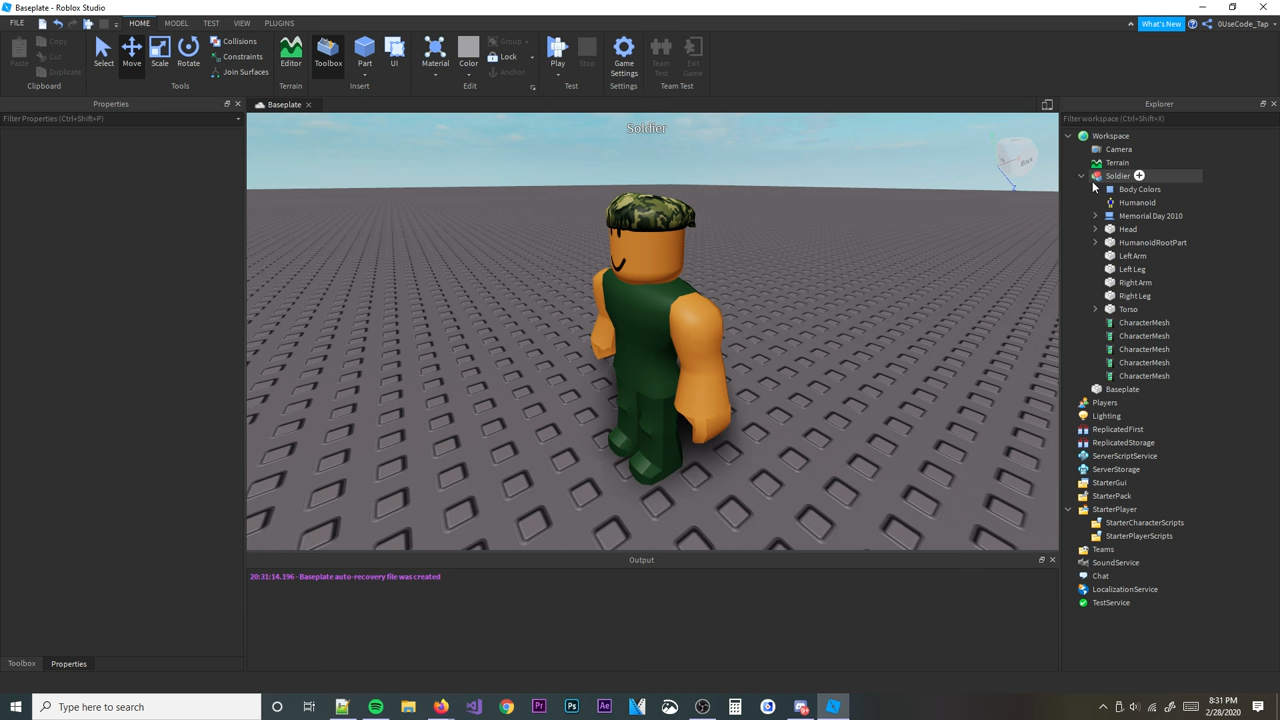 Baseplate - Roblox Studio
FILE
HOME
MODEL
TEST
VIEW
PLUGINS
What's New
0UseCode_Tap
Paste
Copy
Cut
Duplicate
Clipboard
Select
Move
Scale
Rotate
Collisions
Constraints
Join Surfaces
Tools
Editor
Terrain
Toolbox
Part
UI
Insert
Material
Color
Group
Lock
Anchor
Edit
Play
Stop
Test
Game
Settings
Settings
Team
Test
Exit
Game
Team Test
Properties
Filter Properties (Ctrl+Shift+P)
Baseplate
Soldier
BACK
Output
20:31:14.196 - Baseplate auto-recovery file was created
Explorer
Filter workspace (Ctrl+Shift+X)
Workspace
Camera
Terrain
Soldier
Body Colors
Humanoid
Memorial Day 2010
Head
HumanoidRootPart
Left Arm
Left Leg
Right Arm
Right Leg
Torso
CharacterMesh
CharacterMesh
CharacterMesh
CharacterMesh
CharacterMesh
Baseplate
Players
Lighting
ReplicatedFirst
ReplicatedStorage
ServerScriptService
ServerStorage
StarterGui
StarterPack
StarterPlayer
StarterCharacterScripts
StarterPlayerScripts
Teams
SoundService
Chat
LocalizationService
TestService
Toolbox
Properties
Type here to search
Pr
Ps
Ae
8:31 PM
2/28/2020